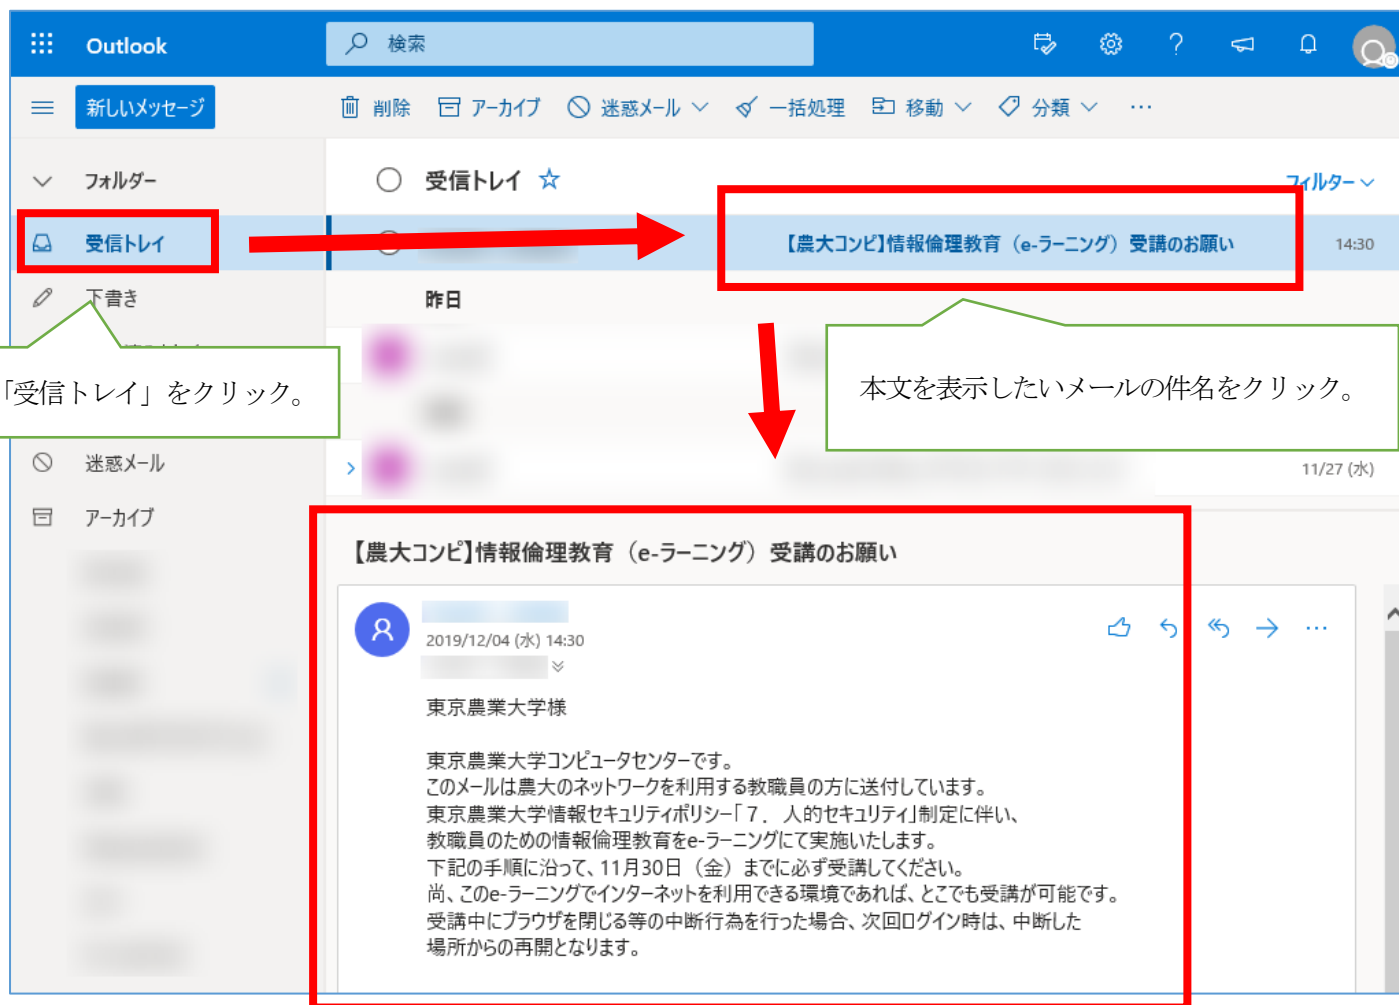 Outlook
検索
新しいメッセージ
削除 アーカイブ 迷惑メール 一括処理 移動 分類 …
フォルダー
受信トレイ
フィルター
受信トレイ
【農大コンピ】情報倫理教育（e-ラーニング）受講のお願い
14:30
下書き
昨日
「受信トレイ」をクリック。
本文を表示したいメールの件名をクリック。
迷惑メール
11/27 (水)
アーカイブ
【農大コンピ】情報倫理教育（e-ラーニング）受講のお願い
2019/12/04 (水) 14:30
東京農業大学様
東京農業大学コンピュータセンターです。
このメールは農大のネットワークを利用する教職員の方に送付しています。
東京農業大学情報セキュリティポリシー「７．人的セキュリティ」制定に伴い、
教職員のための情報倫理教育をe-ラーニングにて実施いたします。
下記の手順に沿って、11月30日（金）までに必ず受講してください。
尚、このe-ラーニングでインターネットを利用できる環境であれば、とこでも受講が可能です。
受講中にブラウザを閉じる等の中断行為を行った場合、次回ログイン時は、中断した
場所からの再開となります。